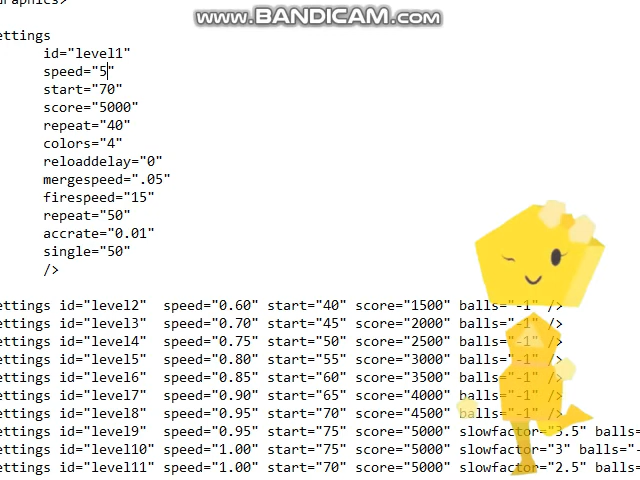 raphics>
www.BANDICAM.com
ettings
id="level1"
speed="5"
start="70"
score="5000"
repeat="40"
colors="4"
reloaddelay="0"
mergespeed=".05"
firespeed="15"
repeat="50"
accrate="0.01"
single="50"
/>
ettings id="level2" speed="0.60" start="40" score="1500" balls="-1" />
ettings id="level3" speed="0.70" start="45" score="2000" balls="-1" />
ettings id="level4" speed="0.75" start="50" score="2500" balls="-1" />
ettings id="level5" speed="0.80" start="55" score="3000" balls="-1" />
ettings id="level6" speed="0.85" start="60" score="3500" balls="-1" />
ettings id="level7" speed="0.90" start="65" score="4000" balls="-1" />
ettings id="level8" speed="0.95" start="70" score="4500" balls="-1" />
ettings id="level9" speed="0.95" start="75" score="5000" slowfactor="3.5" balls=
ettings id="level10" speed="1.00" start="75" score="5000" slowfactor="3" balls="-
ettings id="level11" speed="1.00" start="70" score="5000" slowfactor="2.5" balls=